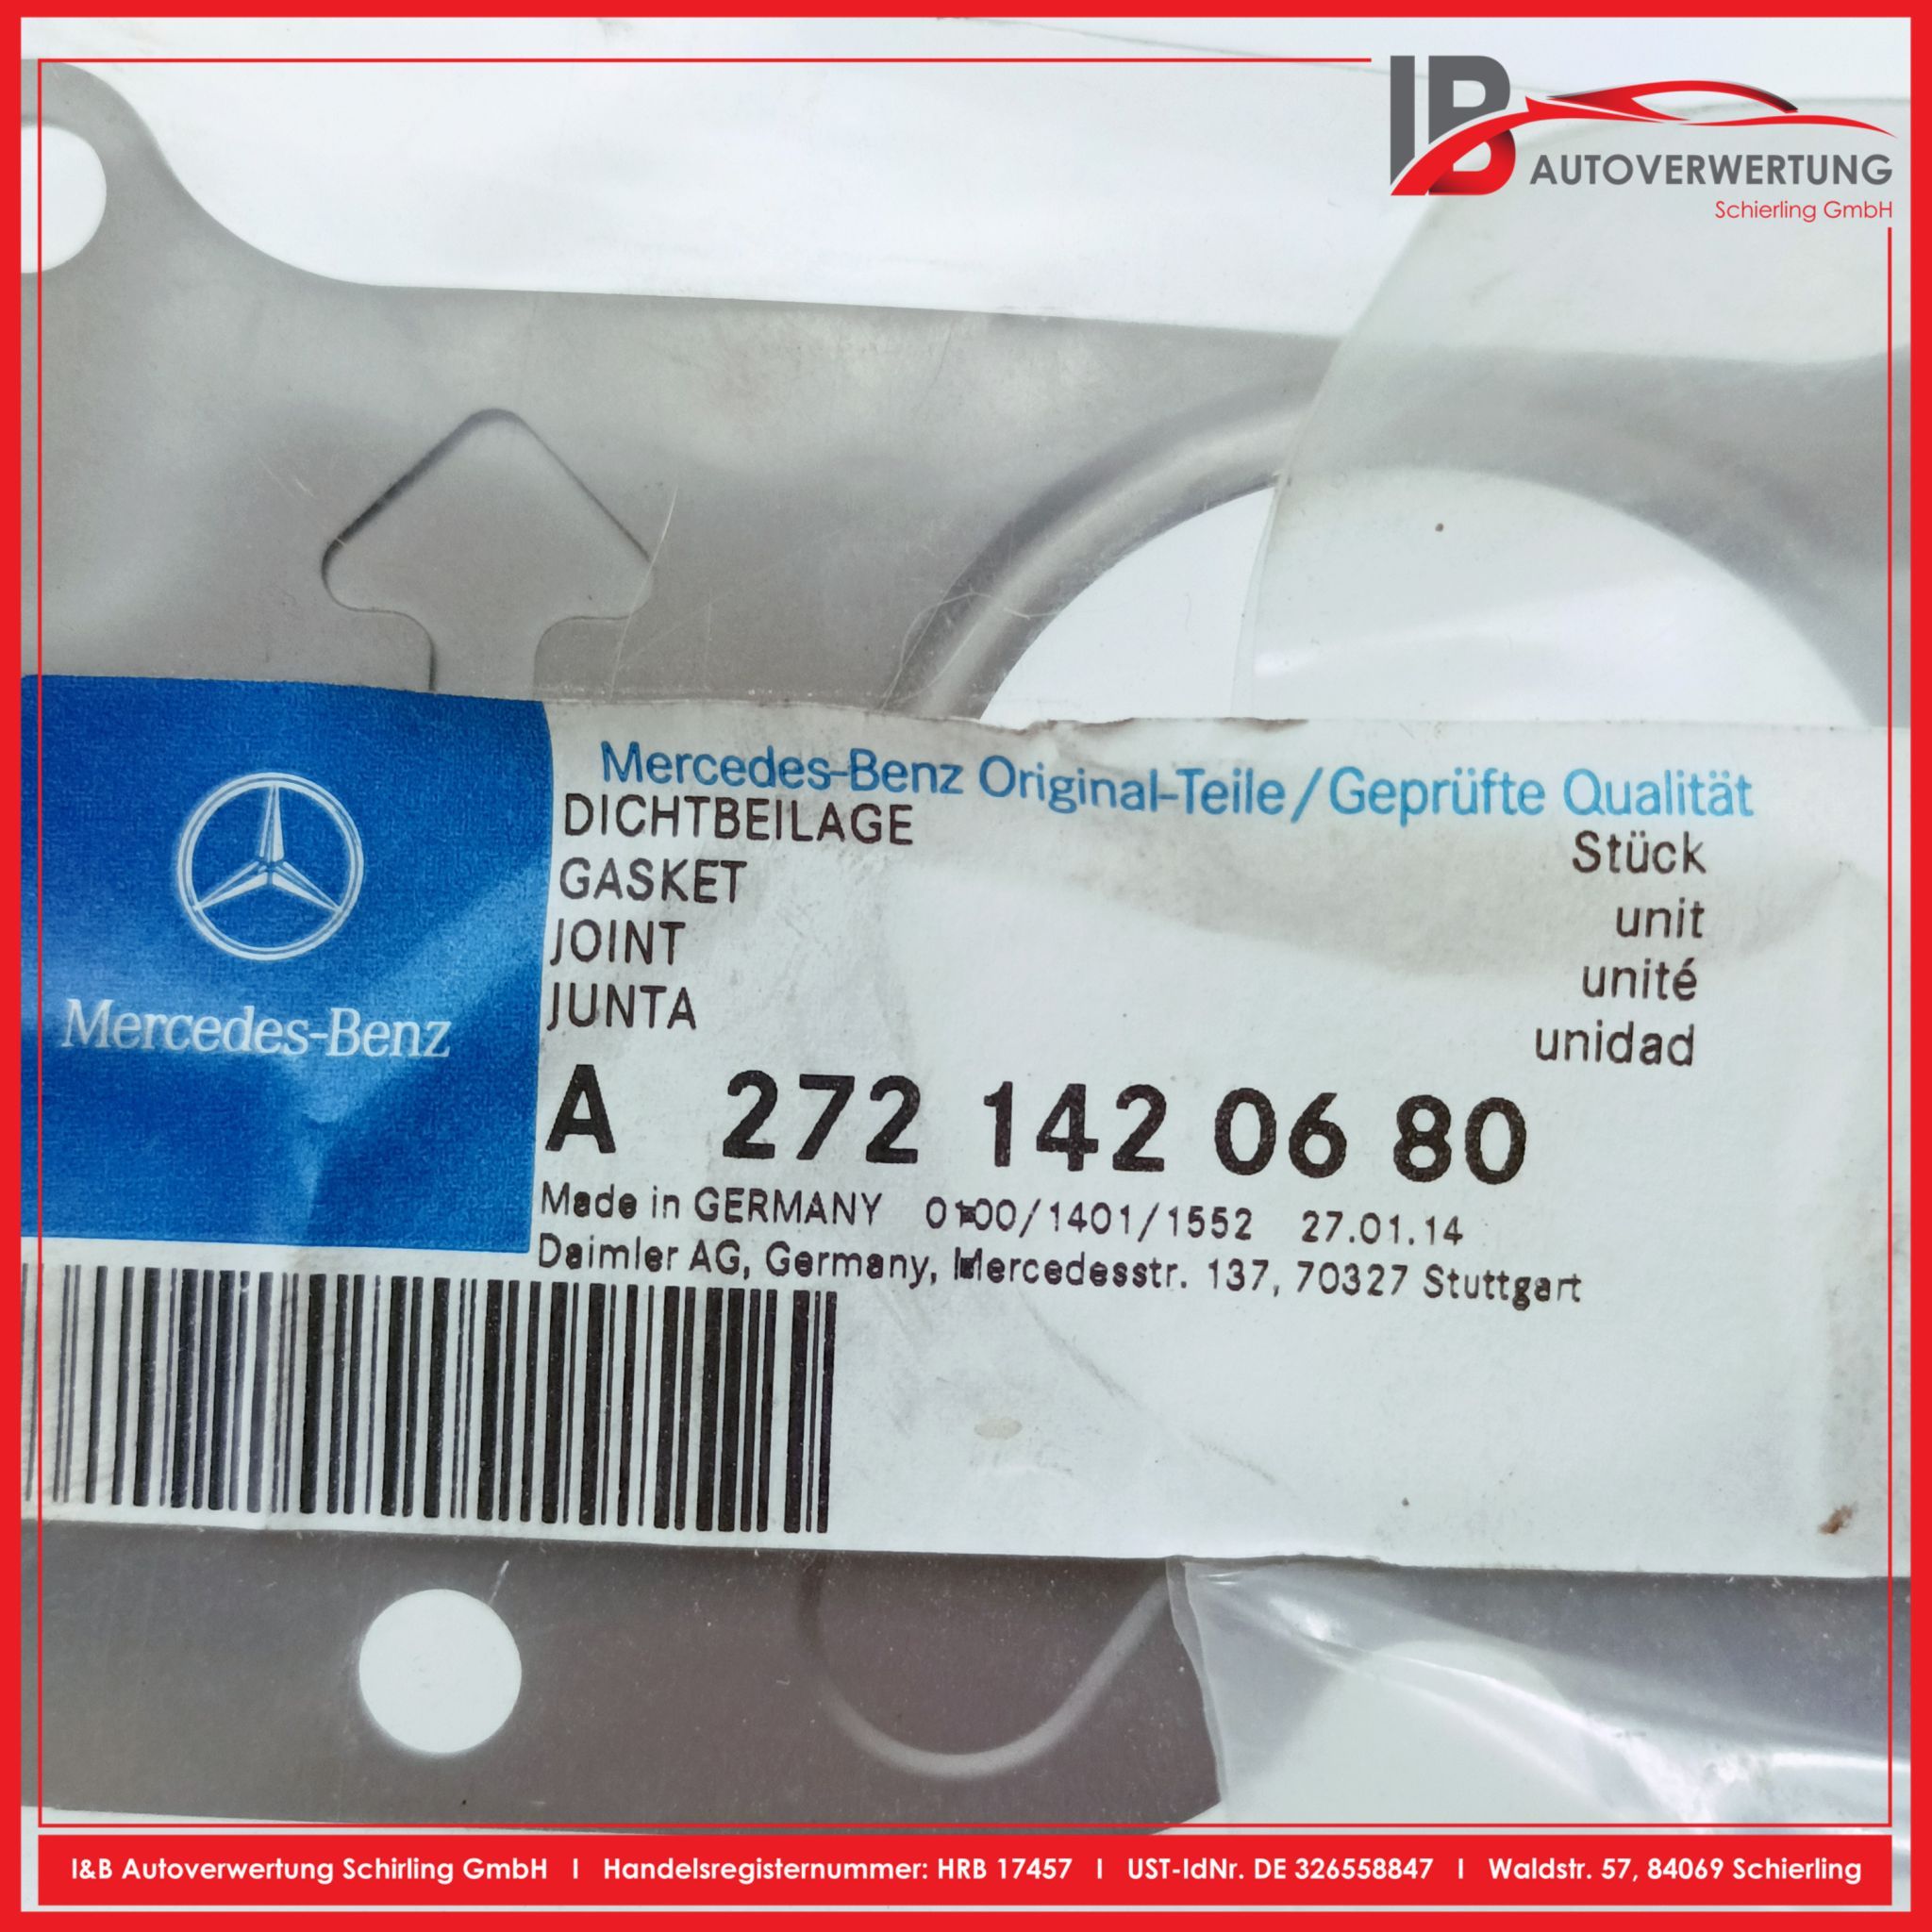 IB
AUTOVERWERTUNG
Schierling GmbH
Mercedes-Benz Original-Teile/Geprüfte Qualität
DICHTBEILAGE Stück
GASKET unit
JOINT unité
JUNTA unidad
Mercedes-Benz
A 272 142 06 80
Made in GERMANY 0100/1401/1552 27.01.14
Daimler AG, Germany, Mercedesstr. 137, 70327 Stuttgart
I&B Autoverwertung Schirling GmbH I Handelsregisternummer: HRB 17457 I UST-IdNr. DE 326558847 I Waldstr. 57, 84069 Schierling